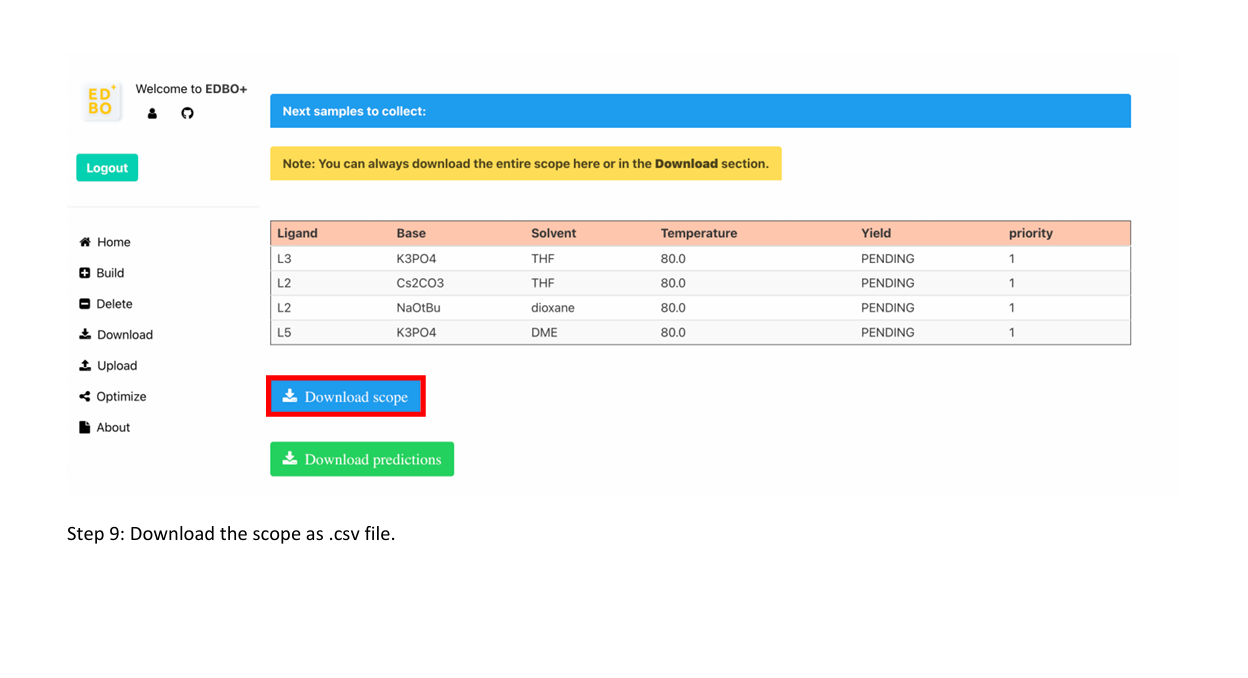 ED+
BO
Welcome to EDBO+
Logout
Home
Build
Delete
Download
Upload
Optimize
About
Next samples to collect:
Note: You can always download the entire scope here or in the Download section.
Ligand Base Solvent Temperature Yield priority
L3 K3PO4 THF 80.0 PENDING 1
L2 Cs2CO3 THF 80.0 PENDING 1
L2 NaOtBu dioxane 80.0 PENDING 1
L5 K3PO4 DME 80.0 PENDING 1
Download scope
Download predictions
Step 9: Download the scope as .csv file.